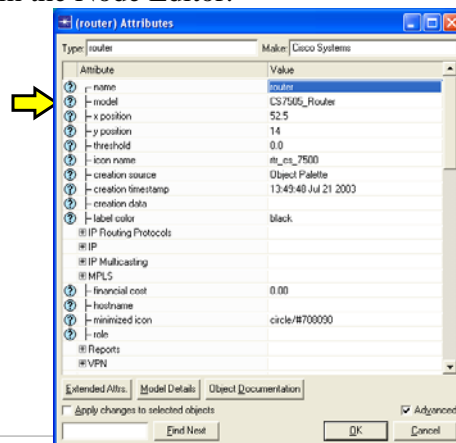 the Node Editor.
(router) Attributes
Type: router Make: Cisco Systems
Attribute Value
name router
model CS7505_Router
x position 52.5
y position 14
threshold 0.0
icon name rtr_cs_7500
creation source Object Palette
creation timestamp 13:49:48 Jul 21 2003
creation data
label color black
IP Routing Protocols
IP
IP Multicasting
MPLS
financial cost 0.00
hostname
minimized icon circle/#708090
role
Reports
VPN
Extended Attrs. Model Details Object Documentation
Apply changes to selected objects Advanced
Find Next OK Cancel